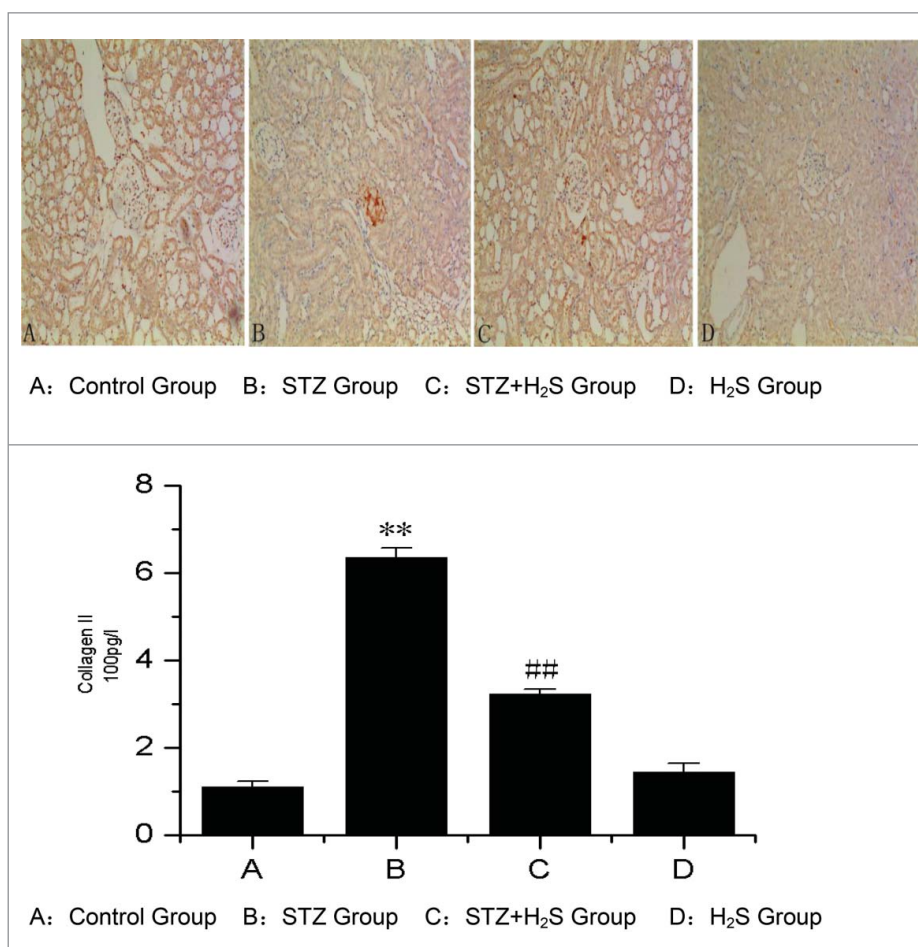 A B C D
A：Control Group B：STZ Group C：STZ+H₂S Group D：H₂S Group
8
**
6
Collagen II
100pg/l
4
##
2
0
A B C D
A：Control Group B：STZ Group C：STZ+H₂S Group D：H₂S Group